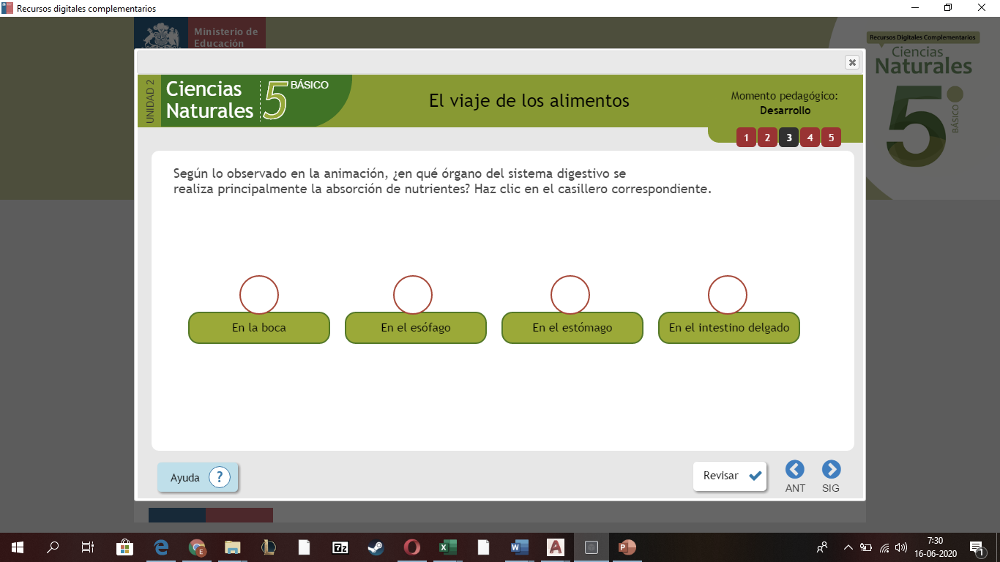 Recursos digitales complementarios
Ministerio de
Educación
Recursos Digitales Complementarios
Ciencias
Naturales
5
BÁSICO
UNIDAD 2
Ciencias
Naturales
5
BÁSICO
El viaje de los alimentos
Momento pedagógico:
Desarrollo
1 2 3 4 5
Según lo observado en la animación, ¿en qué órgano del sistema digestivo se
realiza principalmente la absorción de nutrientes? Haz clic en el casillero correspondiente.
En la boca
En el esófago
En el estómago
En el intestino delgado
Ayuda ?
Revisar
ANT
SIG
7:30
16-06-2020